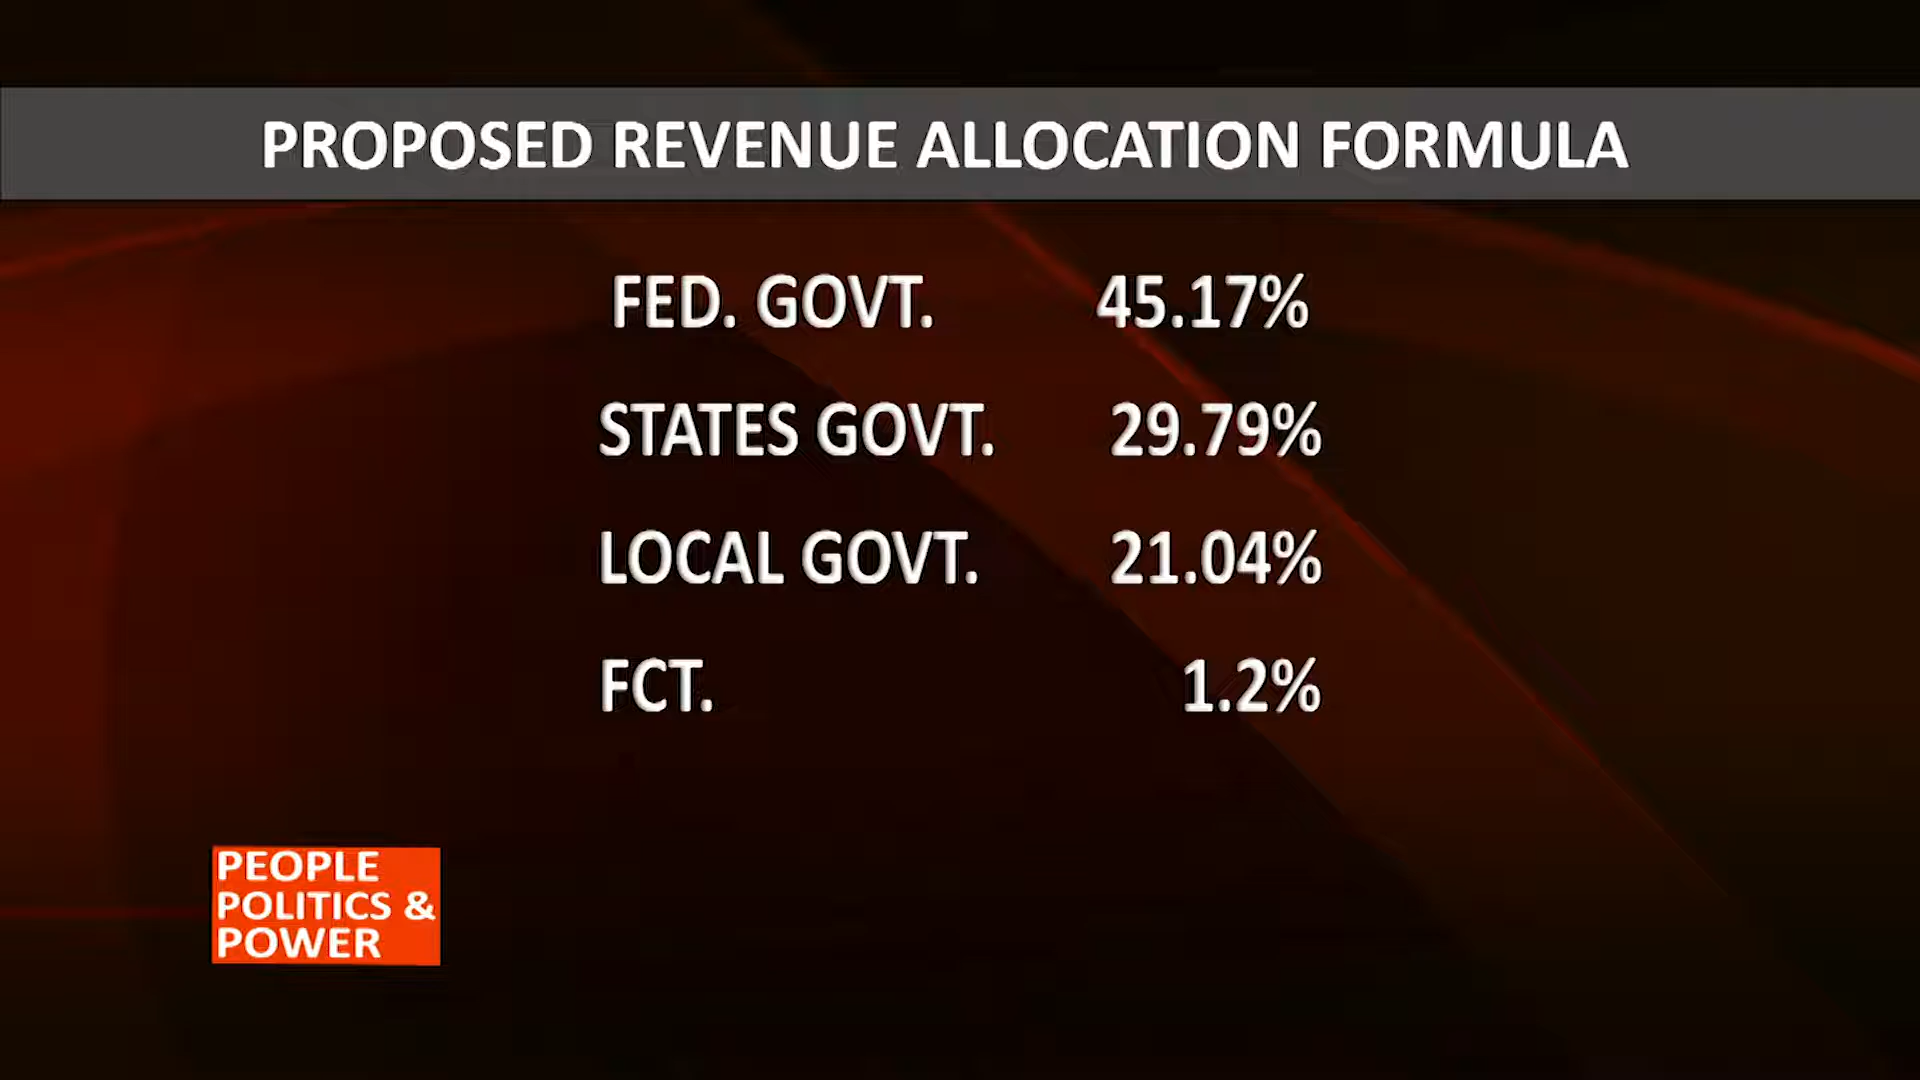 PROPOSED REVENUE ALLOCATION FORMULA
FED. GOVT. 45.17%
STATES GOVT. 29.79%
LOCAL GOVT. 21.04%
FCT. 1.2%
PEOPLE
POLITICS &
POWER